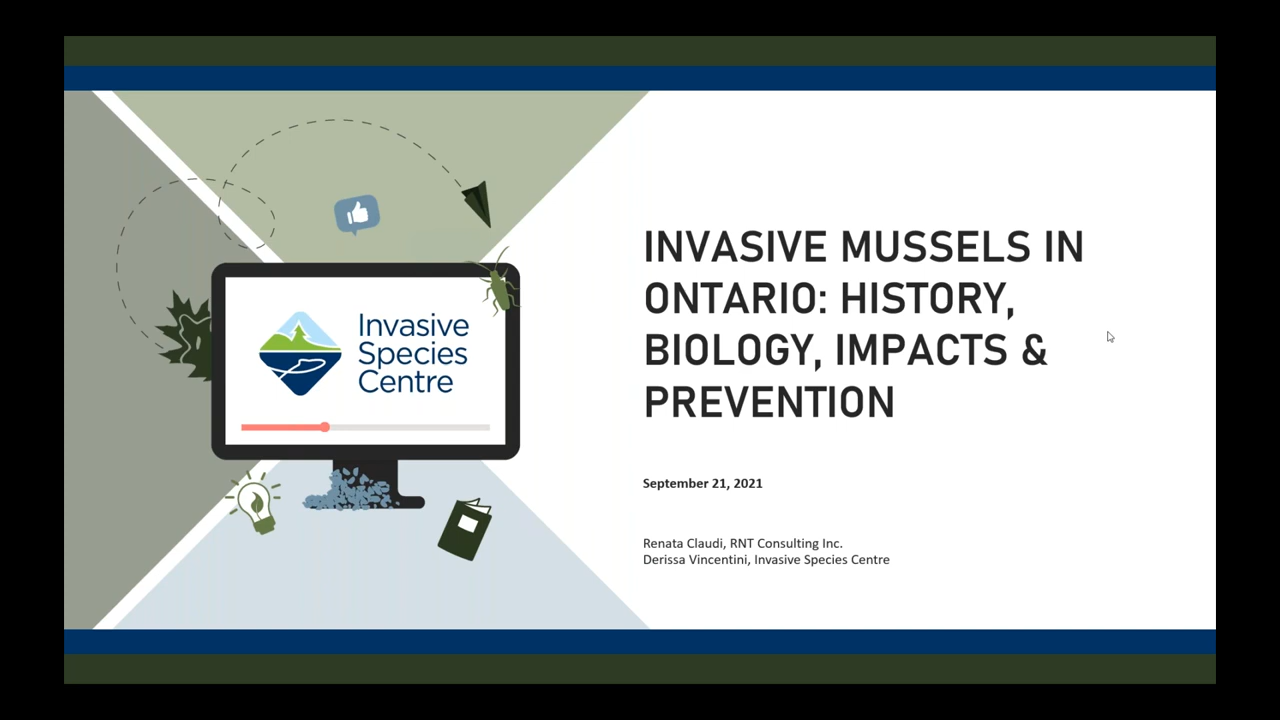 Invasive
Species
Centre
INVASIVE MUSSELS IN
ONTARIO: HISTORY,
BIOLOGY, IMPACTS &
PREVENTION
September 21, 2021
Renata Claudi, RNT Consulting Inc.
Derissa Vincentini, Invasive Species Centre